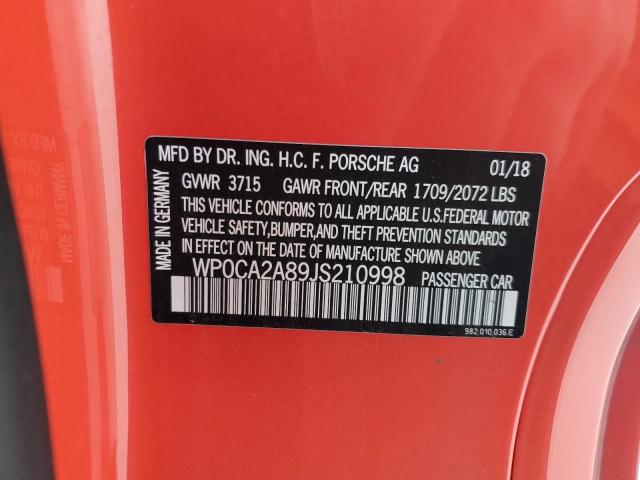 MFD BY DR. ING. H.C. F. PORSCHE AG 01/18
GVWR 3715 GAWR FRONT/REAR 1709/2072 LBS
THIS VEHICLE CONFORMS TO ALL APPLICABLE U.S.FEDERAL MOTOR
VEHICLE SAFETY,BUMPER,AND THEFT PREVENTION STANDARDS
IN EFFECT ON THE DATE OF MANUFACTURE SHOWN ABOVE.
WP0CA2A89JS210998 PASSENGER CAR
982.010.036.E
MADE IN GERMANY